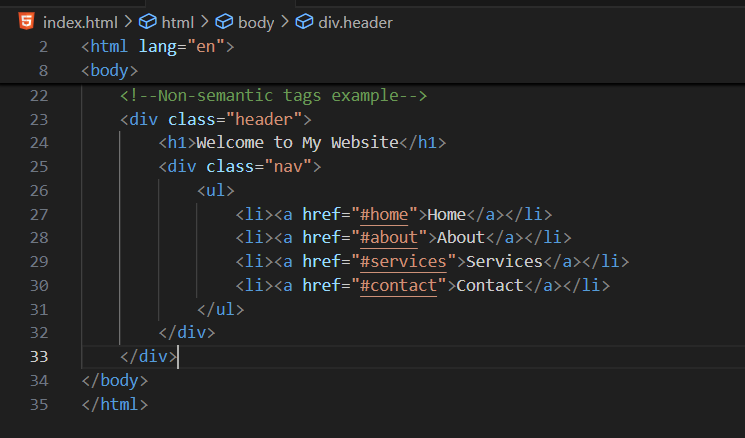 index.html > html > body > div.header
2 <html lang="en">
8 <body>
22 <!--Non-semantic tags example-->
23 <div class="header">
24 <h1>Welcome to My Website</h1>
25 <div class="nav">
26 <ul>
27 <li><a href="#home">Home</a></li>
28 <li><a href="#about">About</a></li>
29 <li><a href="#services">Services</a></li>
30 <li><a href="#contact">Contact</a></li>
31 </ul>
32 </div>
33 </div>
34 </body>
35 </html>